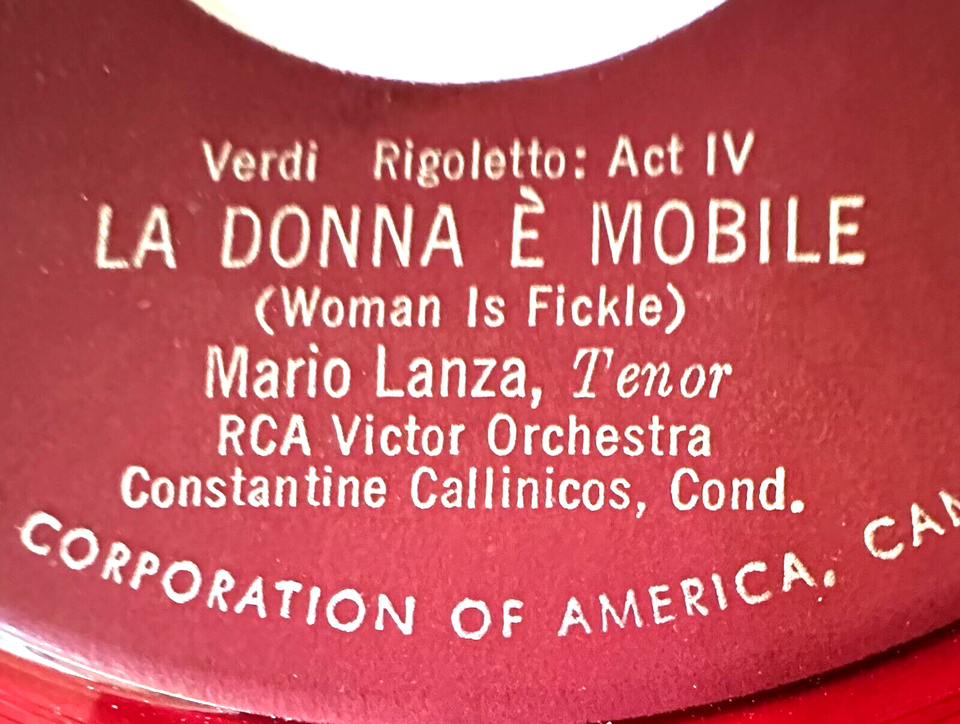 Verdi Rigoletto: Act IV
LA DONNA È MOBILE
(Woman Is Fickle)
Mario Lanza, Tenor
RCA Victor Orchestra
Constantine Callinicos, Cond.
CORPORATION OF AMERICA, CAM